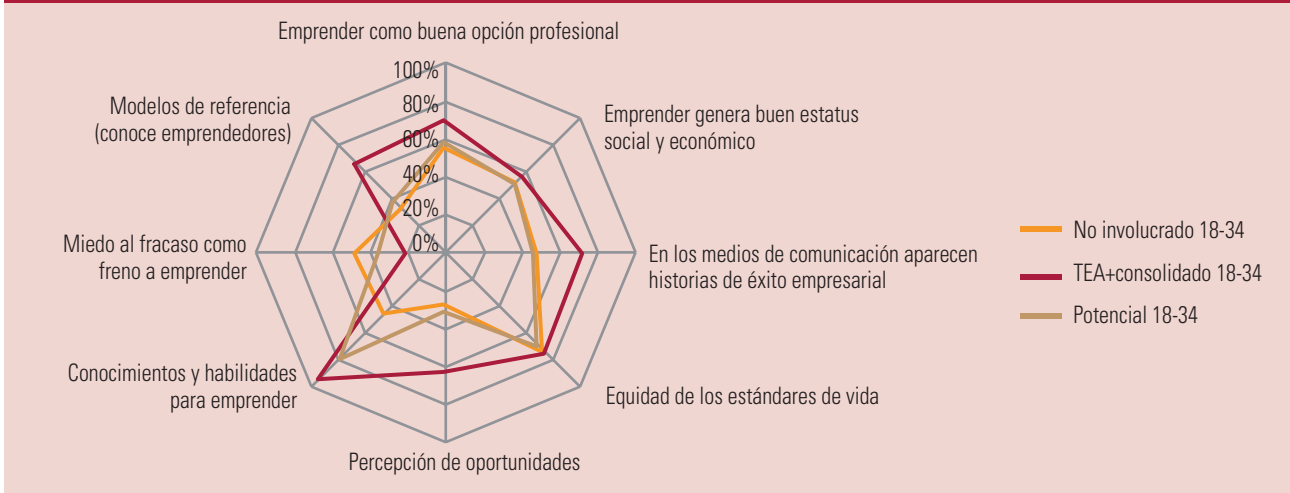 Emprender como buena opción profesional
100%
80%
60%
40%
20%
0%
Modelos de referencia
(conoce emprendedores)
Emprender genera buen estatus
social y económico
Miedo al fracaso como
freno a emprender
En los medios de comunicación aparecen
historias de éxito empresarial
Conocimientos y habilidades
para emprender
Equidad de los estándares de vida
Percepción de oportunidades
No involucrado 18-34
TEA+consolidado 18-34
Potencial 18-34